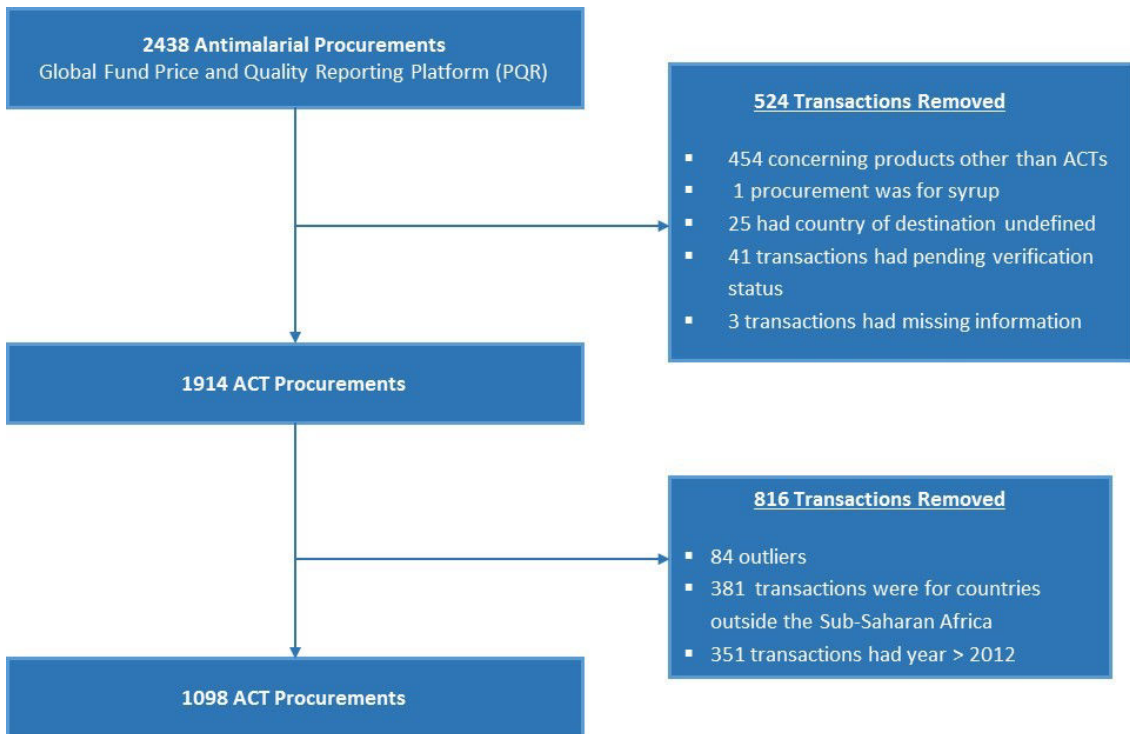 2438 Antimalarial Procurements
Global Fund Price and Quality Reporting Platform (PQR)
524 Transactions Removed
▪ 454 concerning products other than ACTs
▪ 1 procurement was for syrup
▪ 25 had country of destination undefined
▪ 41 transactions had pending verification
status
▪ 3 transactions had missing information
1914 ACT Procurements
816 Transactions Removed
▪ 84 outliers
▪ 381 transactions were for countries
outside the Sub-Saharan Africa
▪ 351 transactions had year > 2012
1098 ACT Procurements